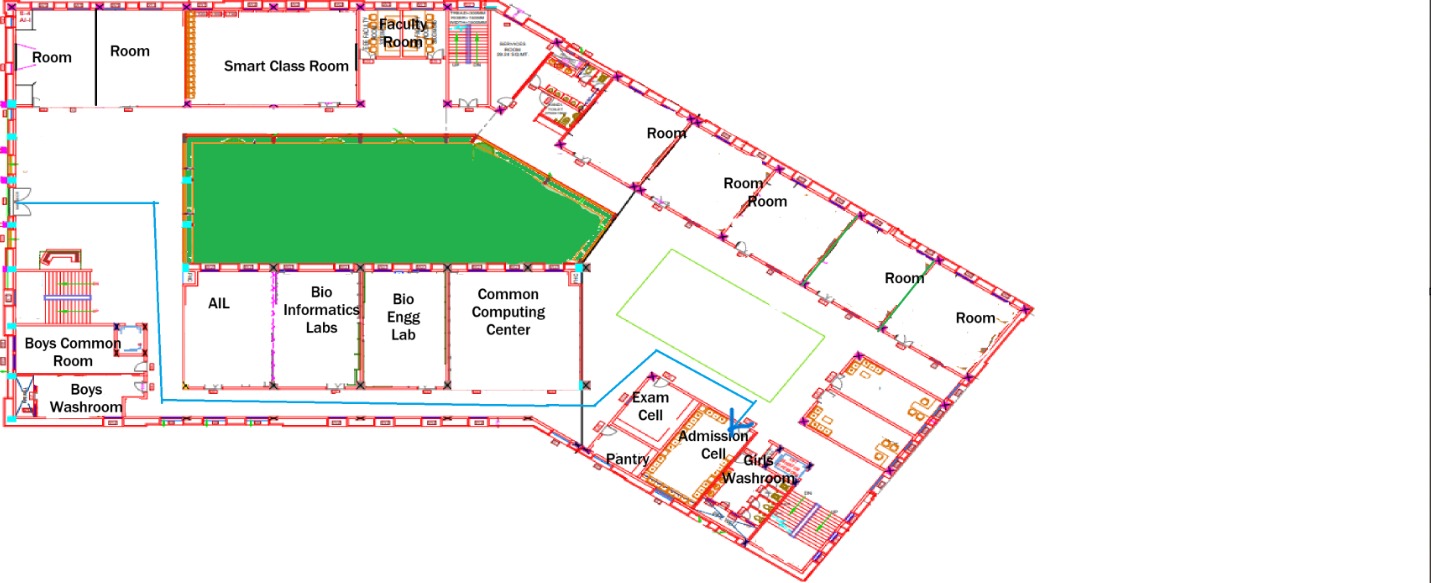 Room
Room
Smart Class Room
Faculty
Room
SERVICES
ROOM
Room
Room
Room
Room
Room
AIL
Bio
Informatics
Labs
Bio
Engg
Lab
Common
Computing
Center
Boys Common
Room
Boys
Washroom
Exam
Cell
Pantry
Admission
Cell
Girls
Washroom